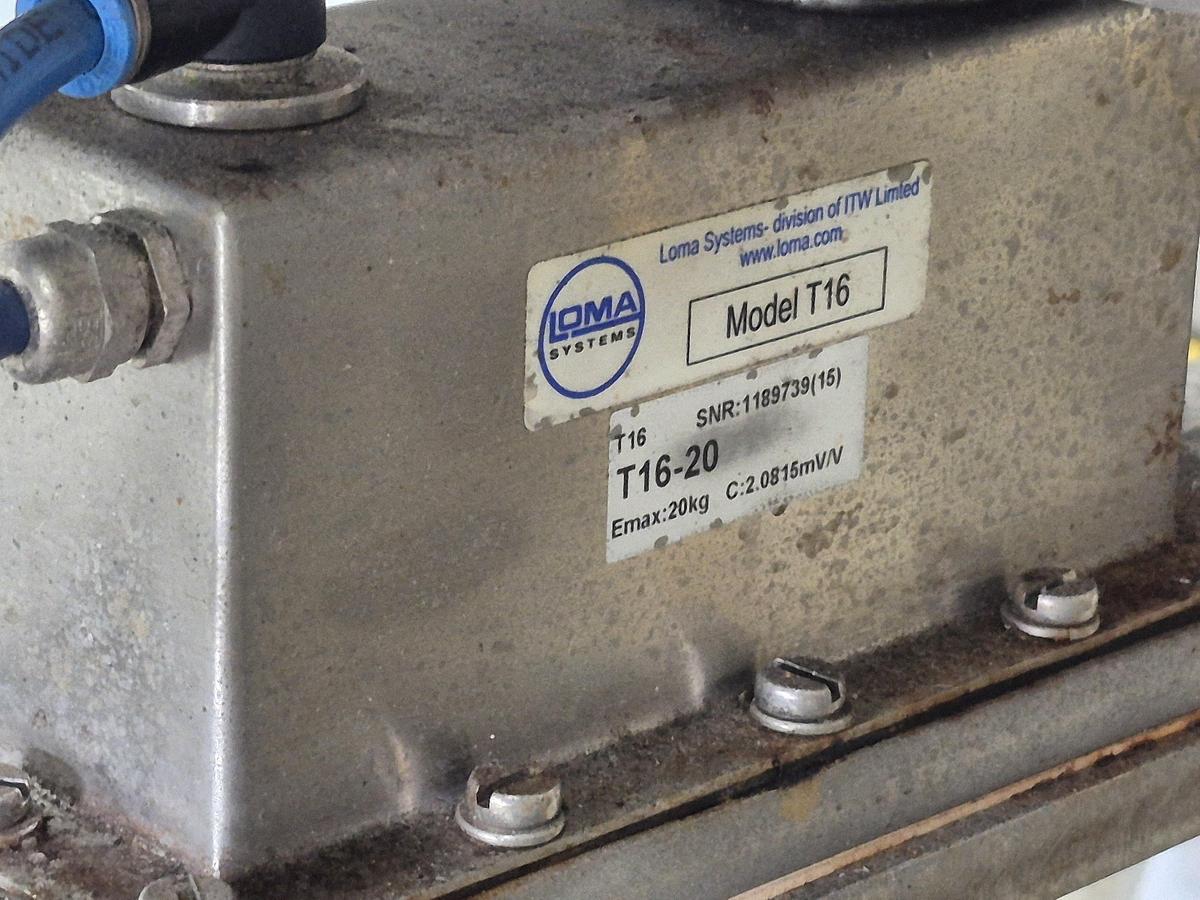 Loma Systems- division of ITW Limted
www.loma.com
LOMA
SYSTEMS
Model T16
SNR:1189739(15)
T16
T16-20
Emax:20kg C:2.0815mV/V